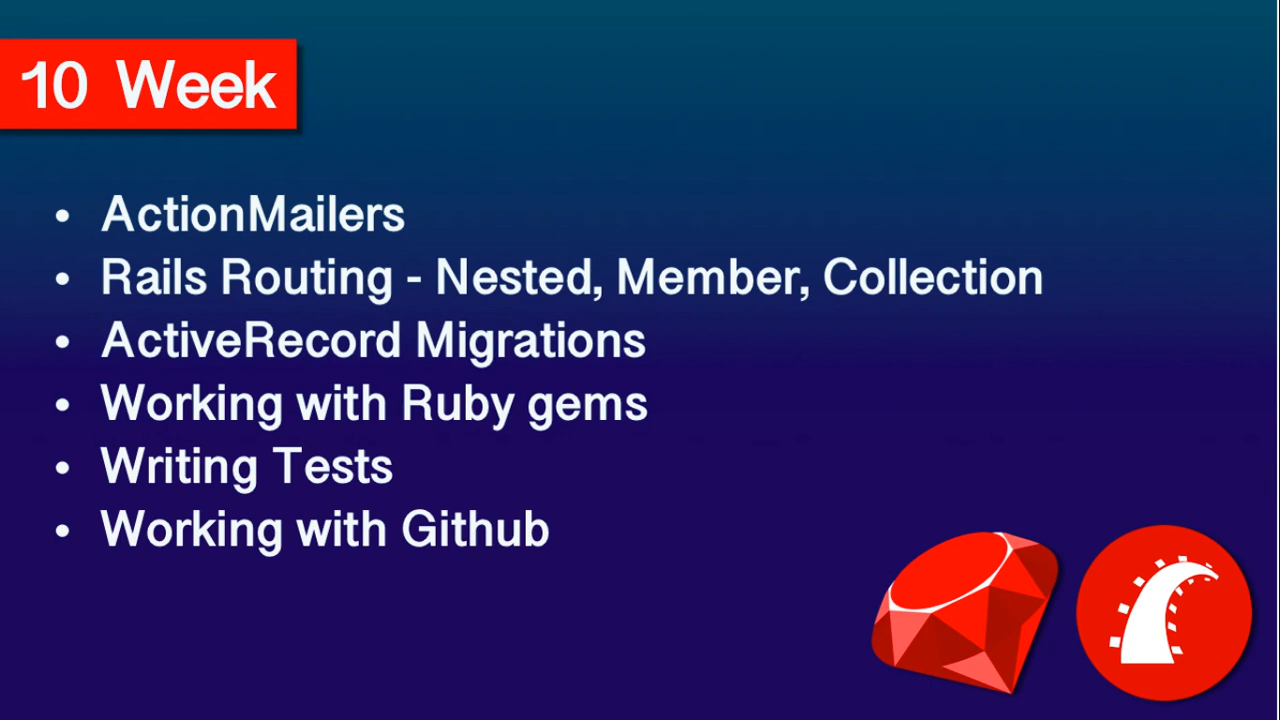 10 Week
• ActionMailers
• Rails Routing - Nested, Member, Collection
• ActiveRecord Migrations
• Working with Ruby gems
• Writing Tests
• Working with Github